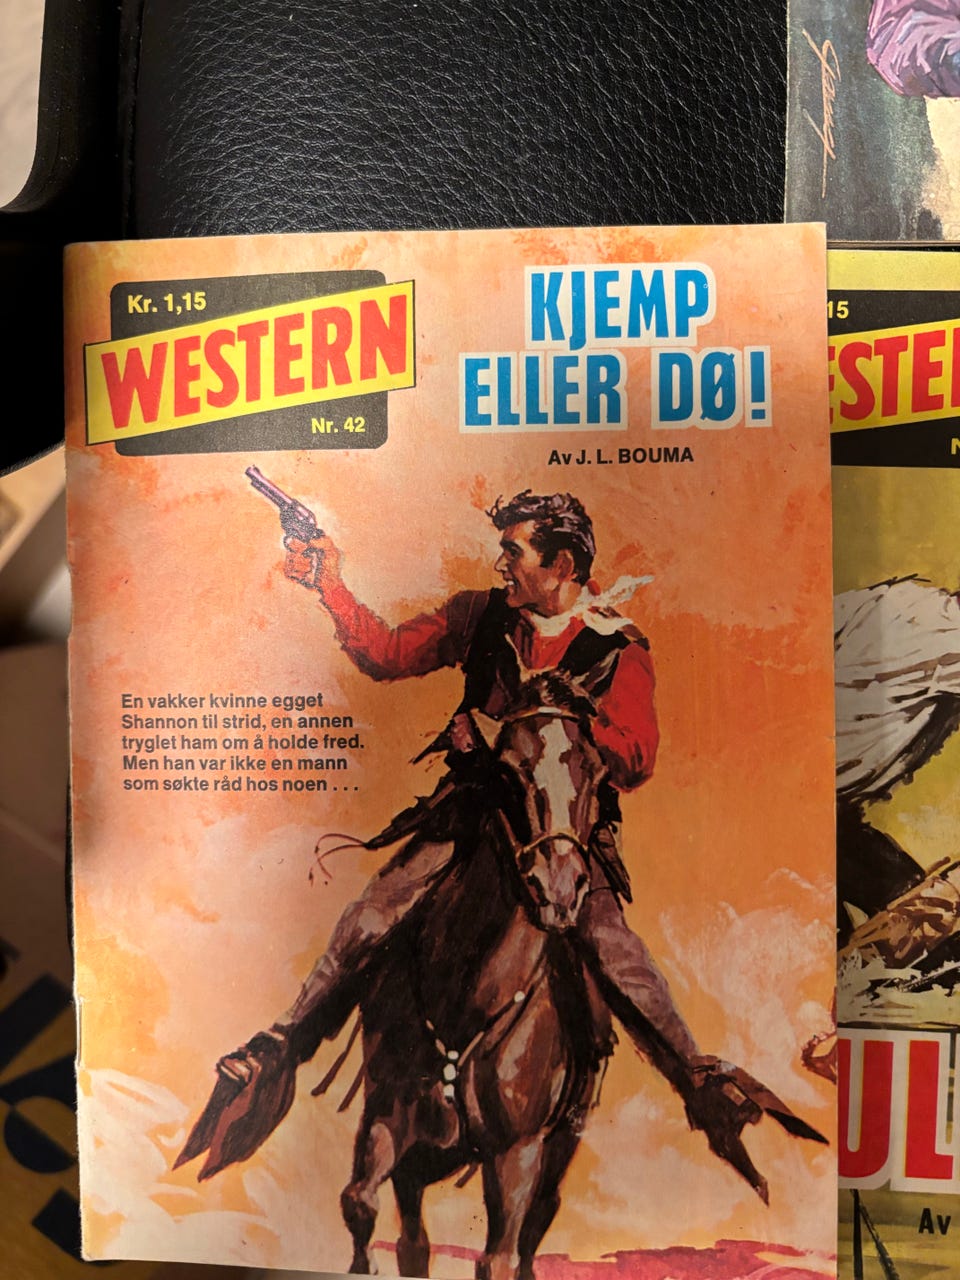 Kr. 1,15
WESTERN
Nr. 42
KJEMP
ELLER DØ!
Av J. L. BOUMA
En vakker kvinne egget
Shannon til strid, en annen
tryglet ham om å holde fred.
Men han var ikke en mann
som søkte råd hos noen . . .
15
ESTE
N
UL
Av